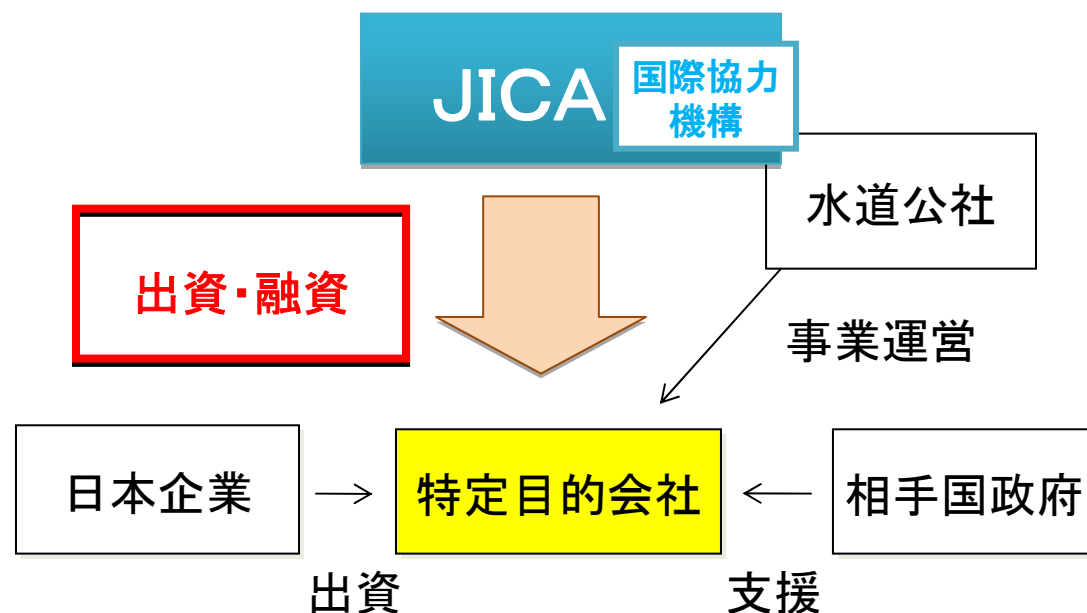 JICA
国際協力
機構
水道公社
出資・融資
事業運営
日本企業
特定目的会社
相手国政府
出資
支援